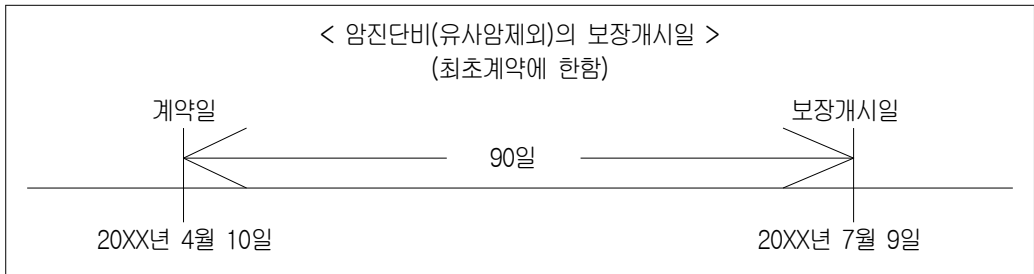 < 암진단비(유사암제외)의 보장개시일 >
(최초계약에 한함)
계약일 보장개시일
90일
20XX년 4월 10일 20XX년 7월 9일